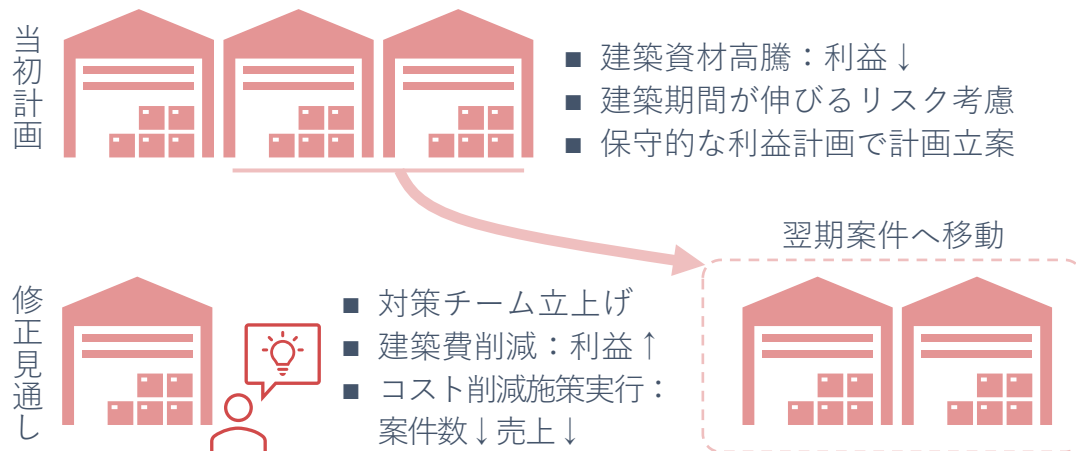 当初計画
■ 建築資材高騰：利益↓
■ 建築期間が伸びるリスク考慮
■ 保守的な利益計画で計画立案
翌期案件へ移動
修正見通し
■ 対策チーム立上げ
■ 建築費削減：利益↑
■ コスト削減施策実行：
案件数↓売上↓